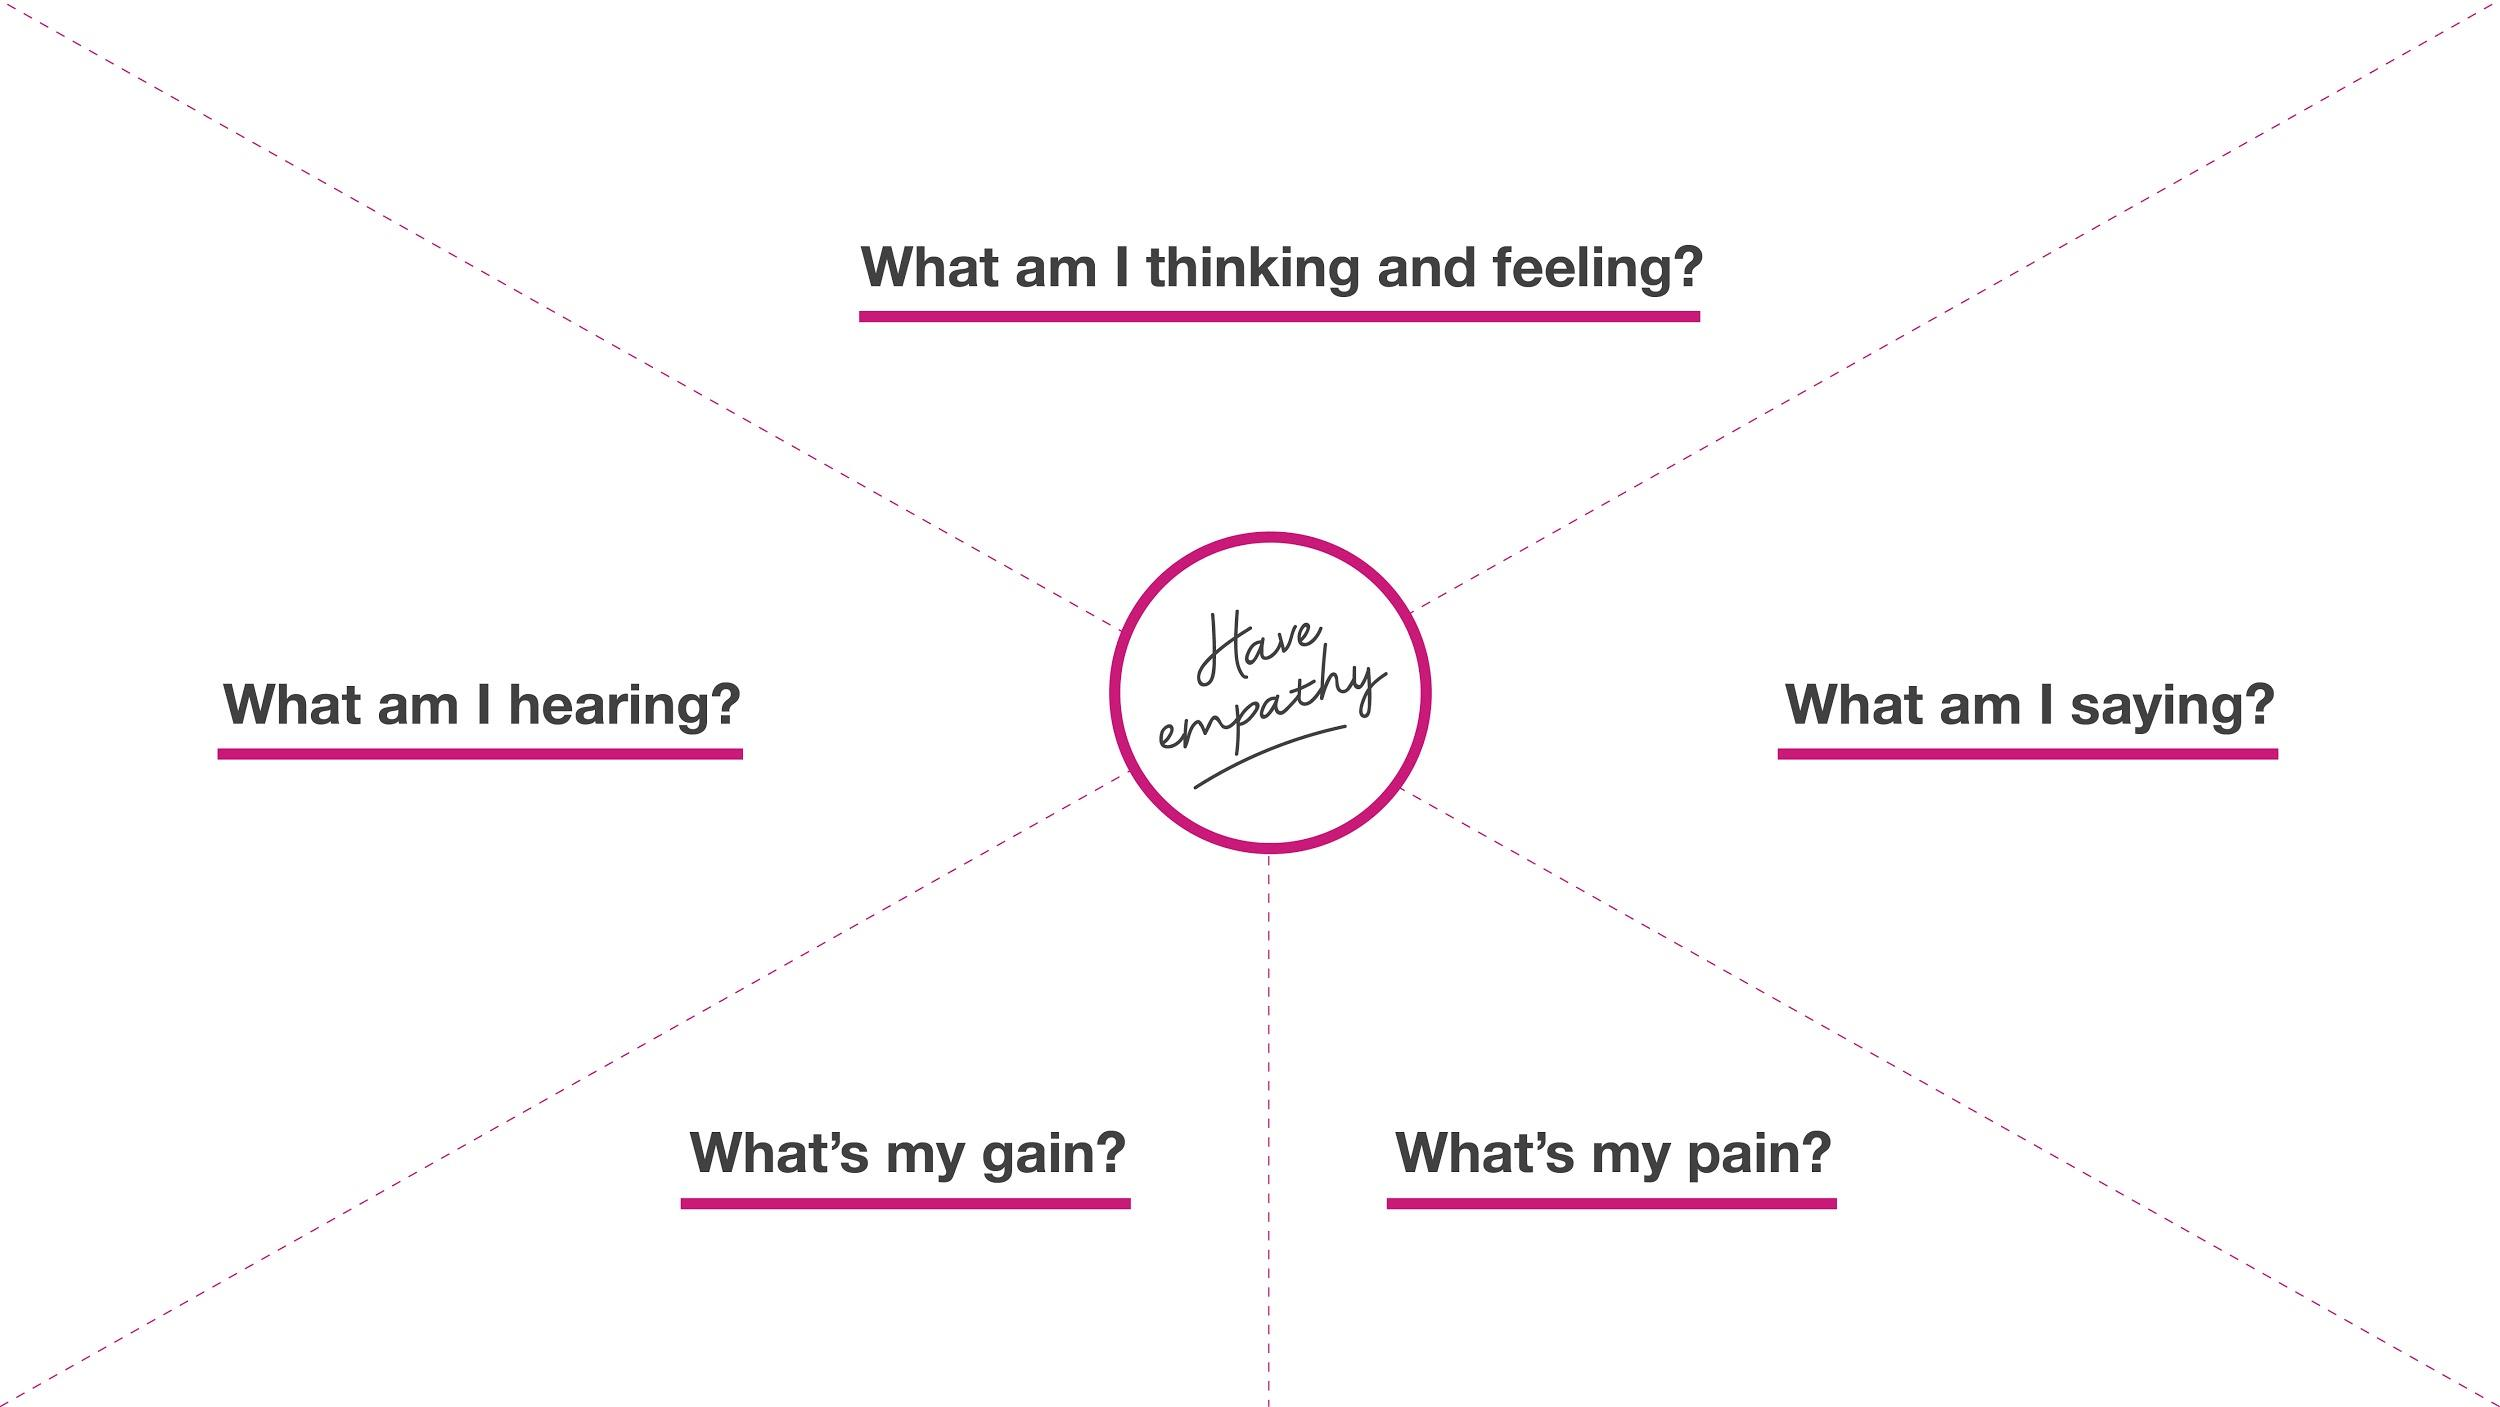 What am I thinking and feeling?
Have
empathy
What am I hearing?
What am I saying?
What’s my gain?
What’s my pain?